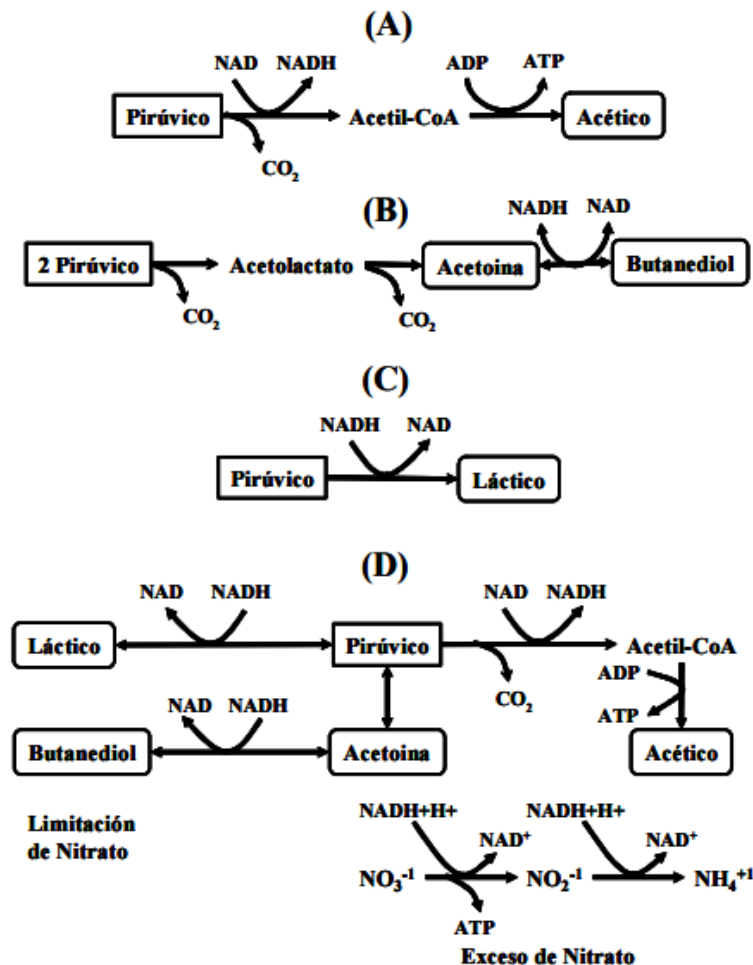 (A)
NAD NADH ADP ATP
Pirúvico Acetil-CoA Acético
CO₂
(B)
NADH NAD
2 Pirúvico Acetolactato Acetoina Butanediol
CO₂ CO₂
(C)
NADH NAD
Pirúvico Láctico
(D)
NAD NADH NAD NADH
Láctico Pirúvico Acetil-CoA
CO₂ ADP
NAD NADH ATP
Butanediol Acetoina Acético
Limitación
de Nitrato
NADH+H+ NAD⁺ NADH+H+ NAD⁺
NO₃⁻¹ NO₂⁻¹ NH₄⁺¹
ATP
Exceso de Nitrato